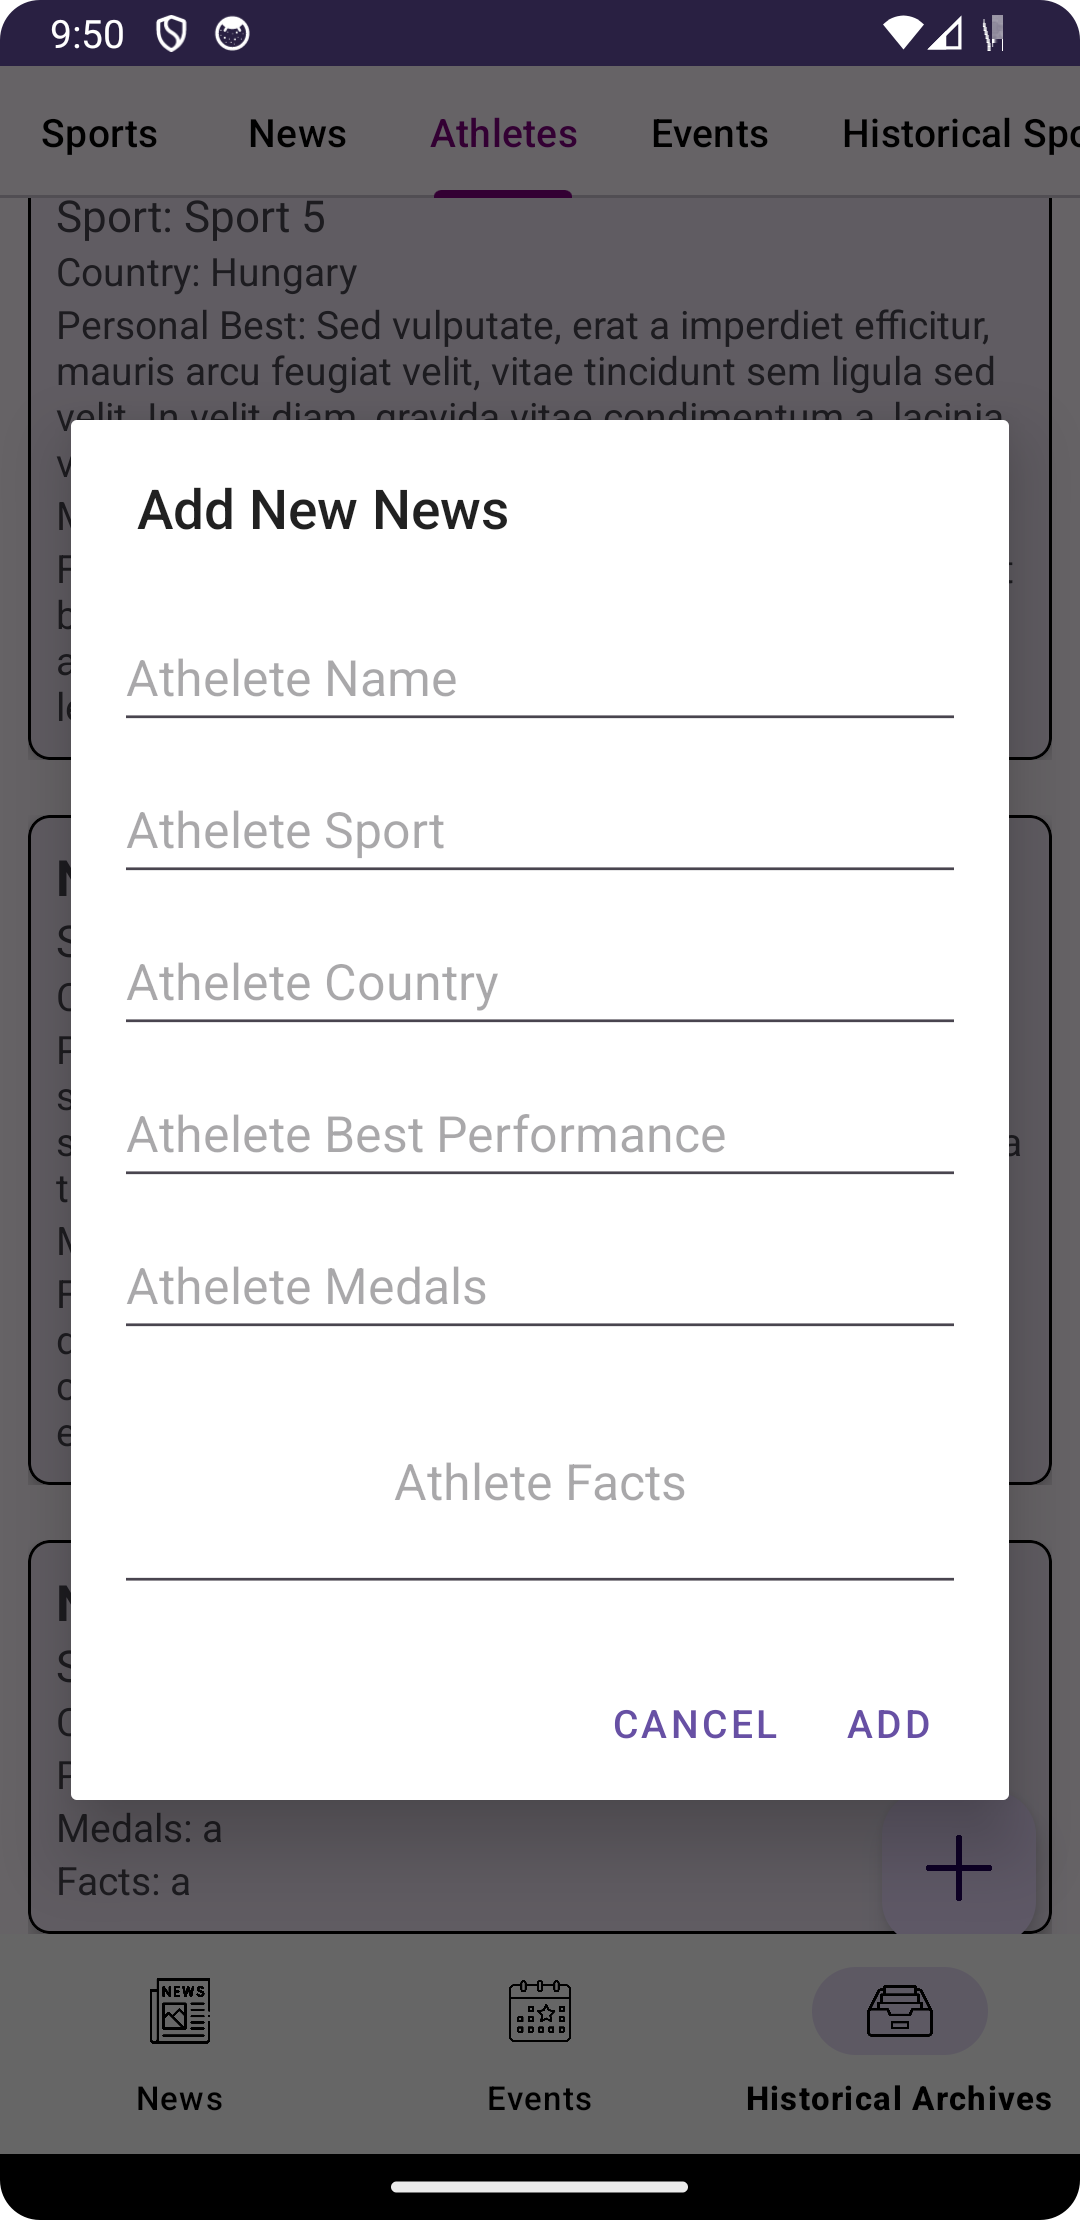 9:50
Sports News Athletes Events Historical Spo
Sport: Sport 5
Country: Hungary
Personal Best: Sed vulputate, erat a imperdiet efficitur,
mauris arcu feugiat velit, vitae tincidunt sem ligula sed
velit. In velit diam, gravida vitae condimentum a, lacinia
Add New News
Athelete Name
Athelete Sport
Athelete Country
Athelete Best Performance
Athelete Medals
Athlete Facts
CANCEL ADD
Medals: a
Facts: a
NEWS
News Events Historical Archives